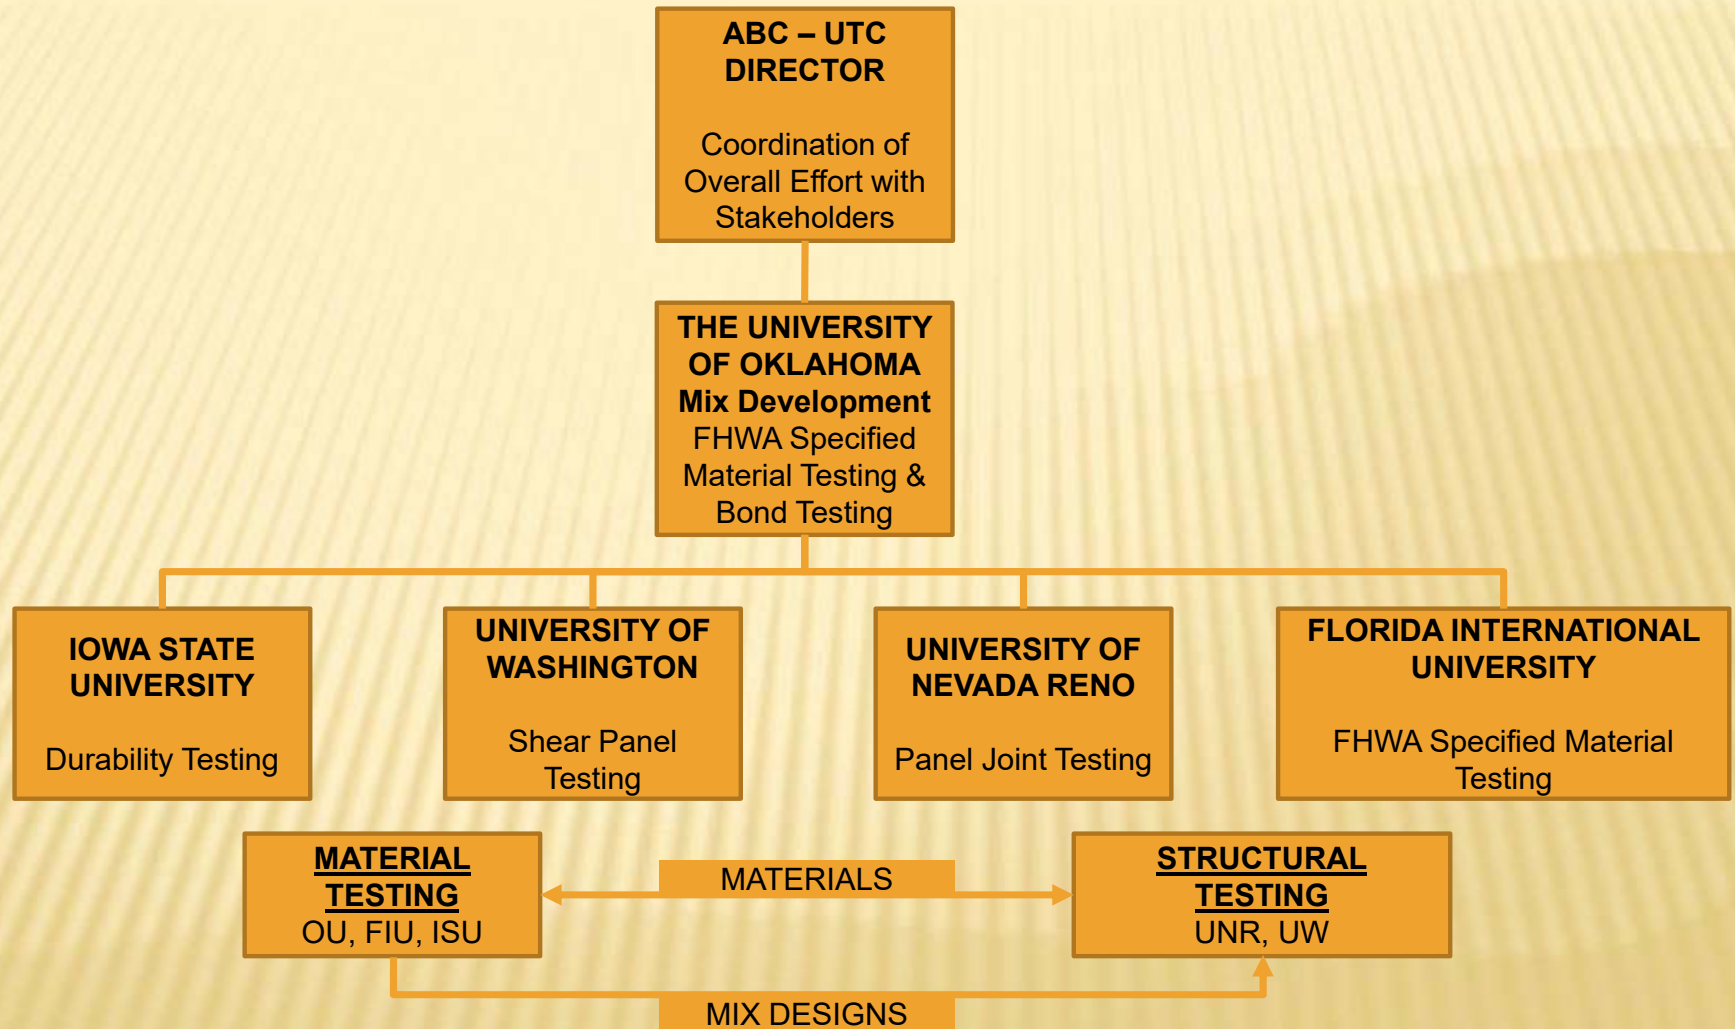 ABC – UTC
DIRECTOR
Coordination of
Overall Effort with
Stakeholders
THE UNIVERSITY
OF OKLAHOMA
Mix Development
FHWA Specified
Material Testing &
Bond Testing
IOWA STATE
UNIVERSITY
Durability Testing
UNIVERSITY OF
WASHINGTON
Shear Panel
Testing
UNIVERSITY OF
NEVADA RENO
Panel Joint Testing
FLORIDA INTERNATIONAL
UNIVERSITY
FHWA Specified Material
Testing
MATERIAL
TESTING
OU, FIU, ISU
MATERIALS
STRUCTURAL
TESTING
UNR, UW
MIX DESIGNS